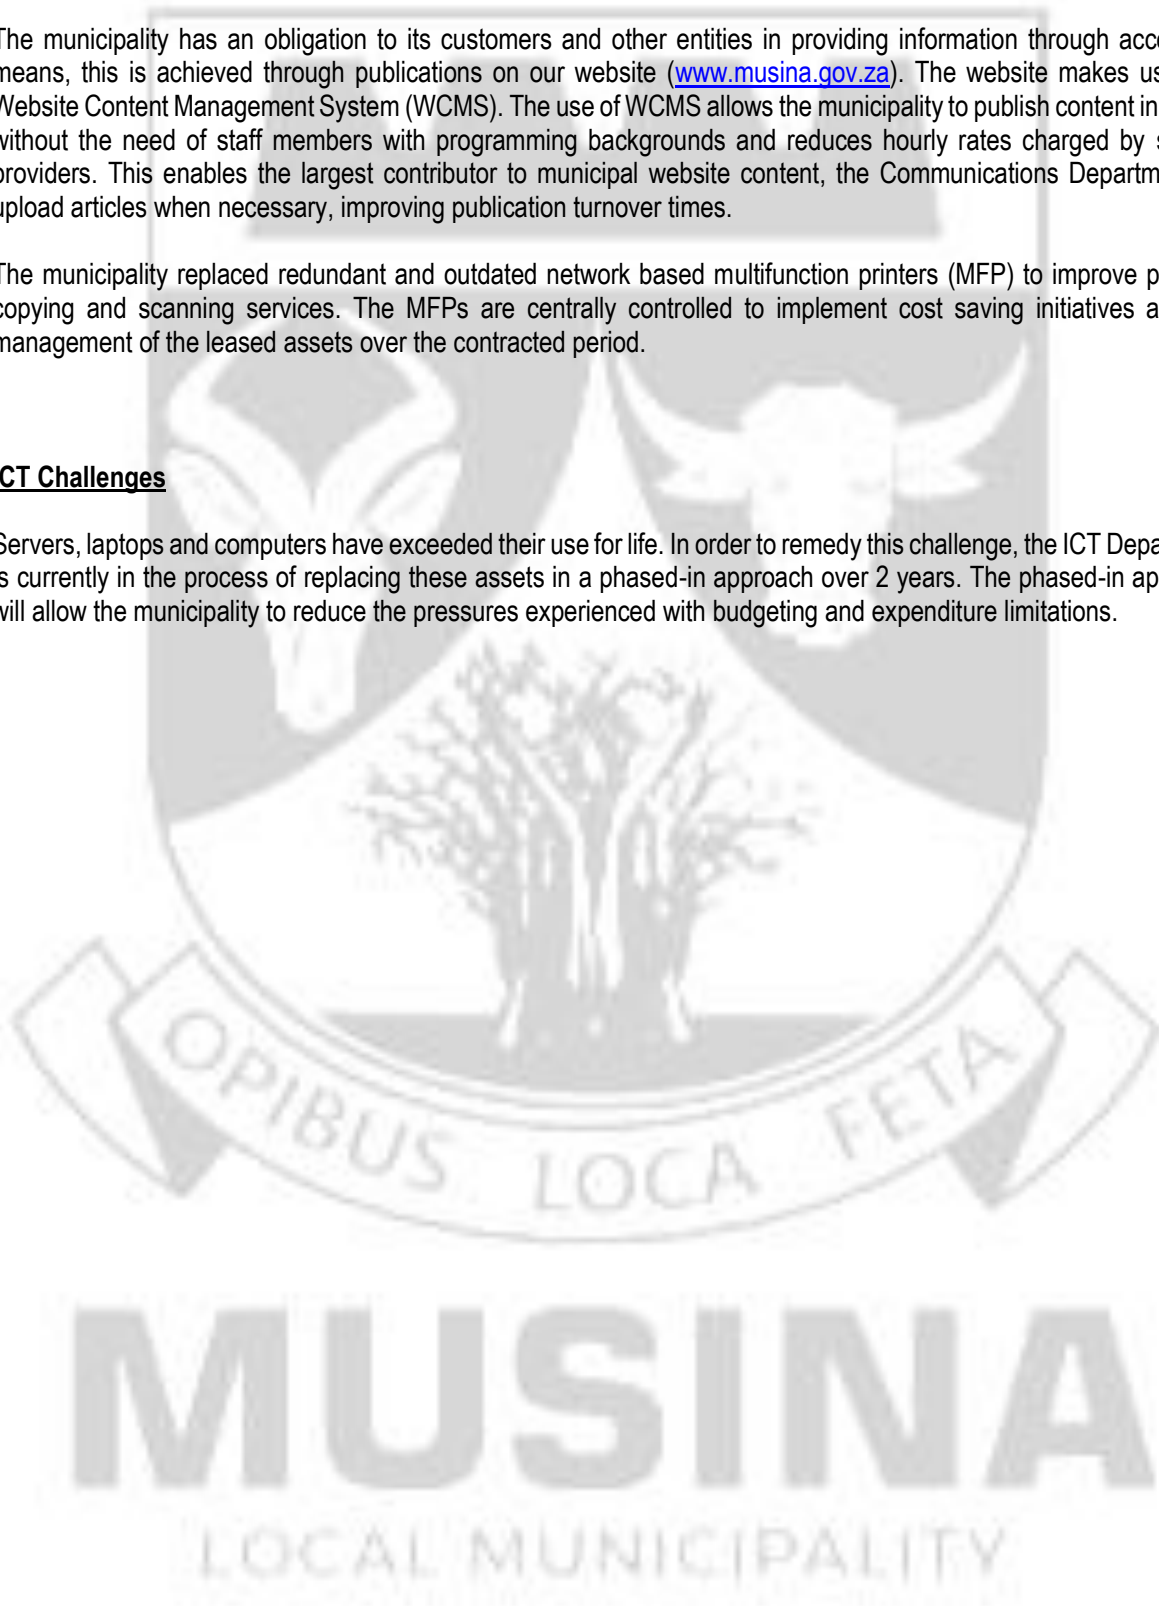 The municipality has an obligation to its customers and other entities in providing information through
means, this is achieved through publications on our website (www.musina.gov.za). The website makes
Website Content Management System (WCMS). The use of WCMS allows the municipality to publish content in
without the need of staff members with programming backgrounds and reduces hourly rates charged by
providers. This enables the largest contributor to municipal website content, the Communications
upload articles when necessary, improving publication turnover times.
The municipality replaced redundant and outdated network based multifunction printers (MFP) to improve
copying and scanning services. The MFPs are centrally controlled to implement cost saving initiatives
management of the leased assets over the contracted period.
ICT Challenges
Servers, laptops and computers have exceeded their use for life. In order to remedy this challenge, the ICT
is currently in the process of replacing these assets in a phased-in approach over 2 years. The phased-in
will allow the municipality to reduce the pressures experienced with budgeting and expenditure limitations.
OPIBUS LOCA FETA
MUSINA
LOCAL MUNICIPALITY